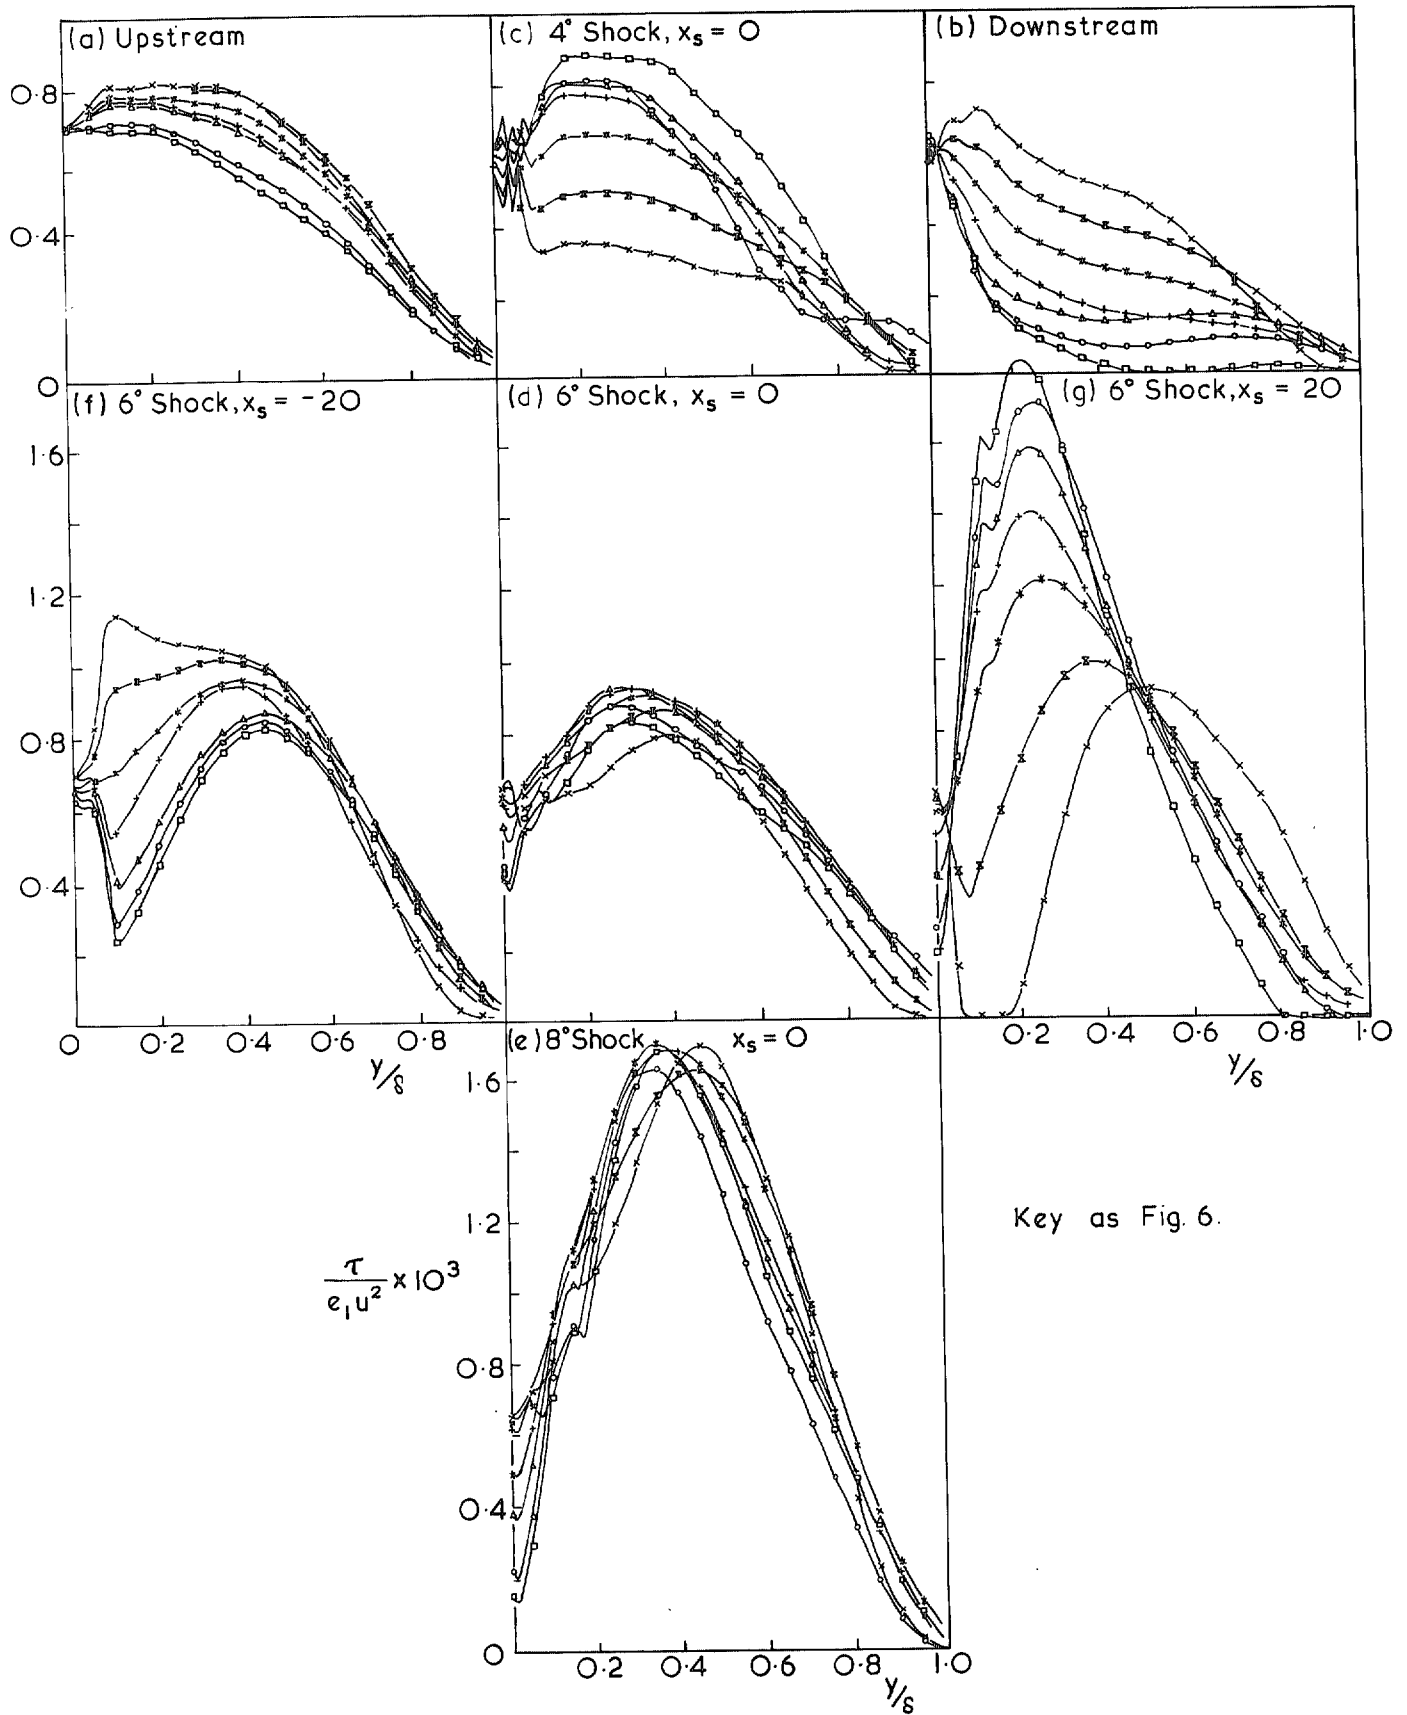 (a) Upstream
(c) 4° Shock, xs = 0
(b) Downstream
0·8
0·4
0
(f) 6° Shock, xs = -20
(d) 6° Shock, xs = 0
(g) 6° Shock, xs = 20
1·6
1·2
0·8
0·4
0 0·2 0·4 0·6 0·8
y/δ
0·2 0·4 0·6 0·8 1·0
y/δ
(e) 8° Shock xs = 0
1·6
1·2
0·8
0·4
0
τ/e₁u² × 10³
Key as Fig. 6.
0·2 0·4 0·6 0·8 1·0
y/δ